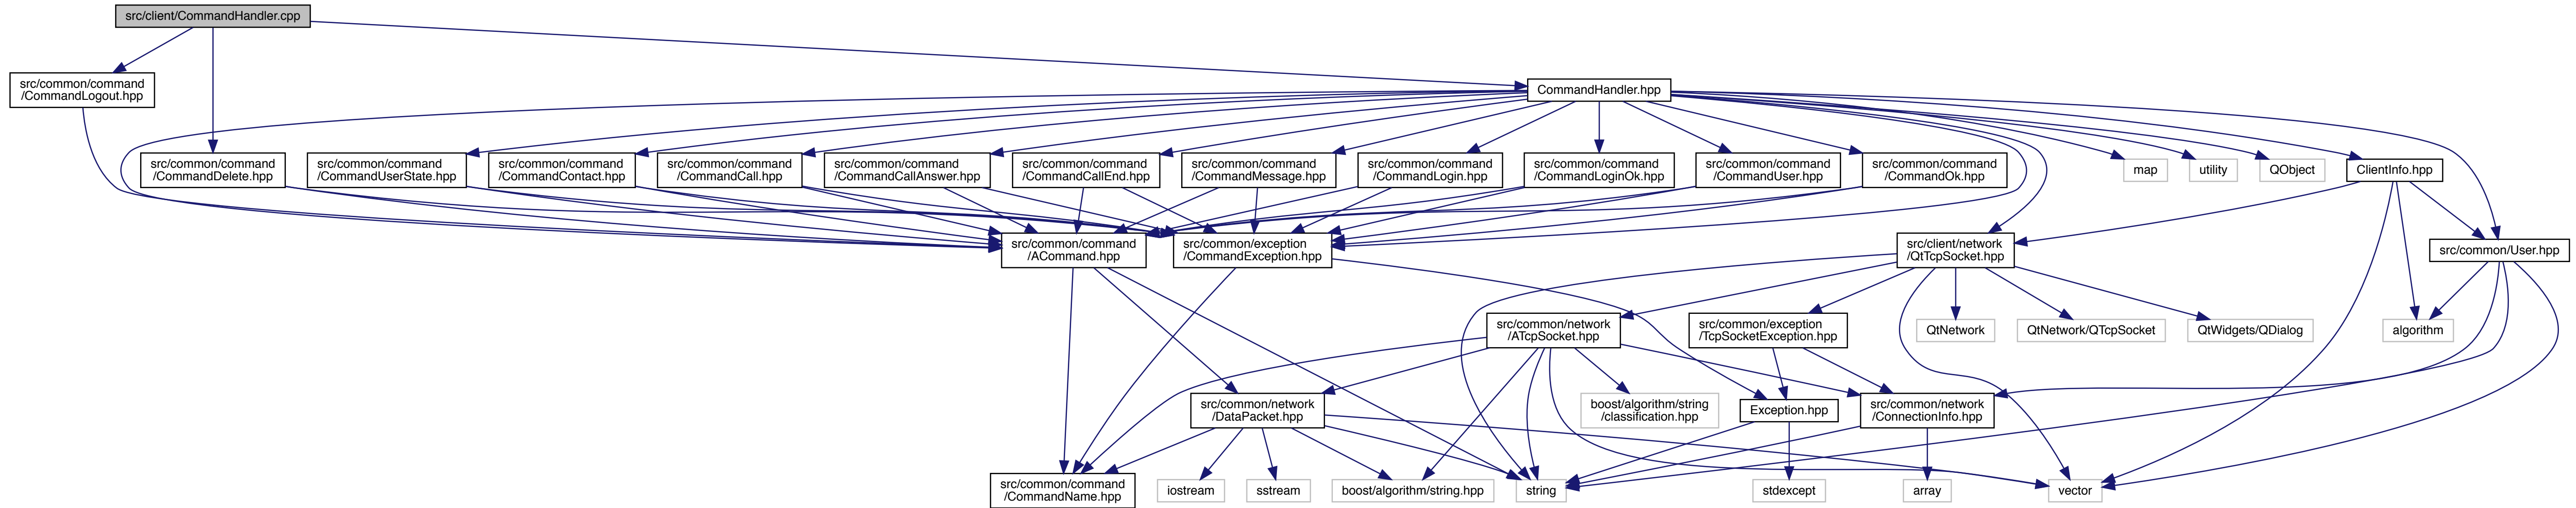 src/client/CommandHandler.cpp
src/common/command
/CommandLogout.hpp
CommandHandler.hpp
src/common/command
/CommandDelete.hpp
src/common/command
/CommandUserState.hpp
src/common/command
/CommandContact.hpp
src/common/command
/CommandCall.hpp
src/common/command
/CommandCallAnswer.hpp
src/common/command
/CommandCallEnd.hpp
src/common/command
/CommandMessage.hpp
src/common/command
/CommandLogin.hpp
src/common/command
/CommandLoginOk.hpp
src/common/command
/CommandUser.hpp
src/common/command
/CommandOk.hpp
map
utility
QObject
ClientInfo.hpp
src/common/command
/ACommand.hpp
src/common/exception
/CommandException.hpp
src/client/network
/QtTcpSocket.hpp
src/common/User.hpp
src/common/network
/ATcpSocket.hpp
src/common/exception
/TcpSocketException.hpp
QtNetwork
QtNetwork/QTcpSocket
QtWidgets/QDialog
algorithm
src/common/network
/DataPacket.hpp
boost/algorithm/string
/classification.hpp
Exception.hpp
src/common/network
/ConnectionInfo.hpp
src/common/command
/CommandName.hpp
iostream
sstream
boost/algorithm/string.hpp
string
stdexcept
array
vector